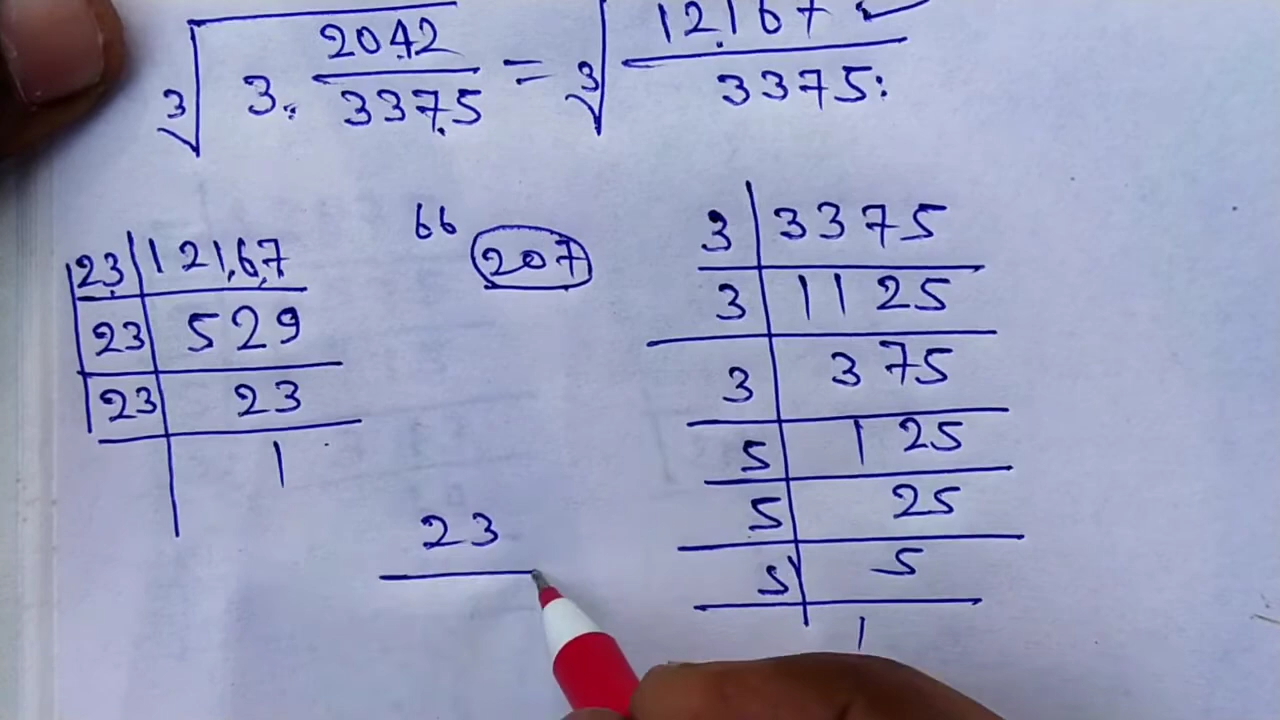 ∛(3 2042/3375) = ∛(12167/3375)
23 | 12167
23 | 529
23 | 23
1
66
207
3 | 3375
3 | 1125
3 | 375
5 | 125
5 | 25
5 | 5
1
23